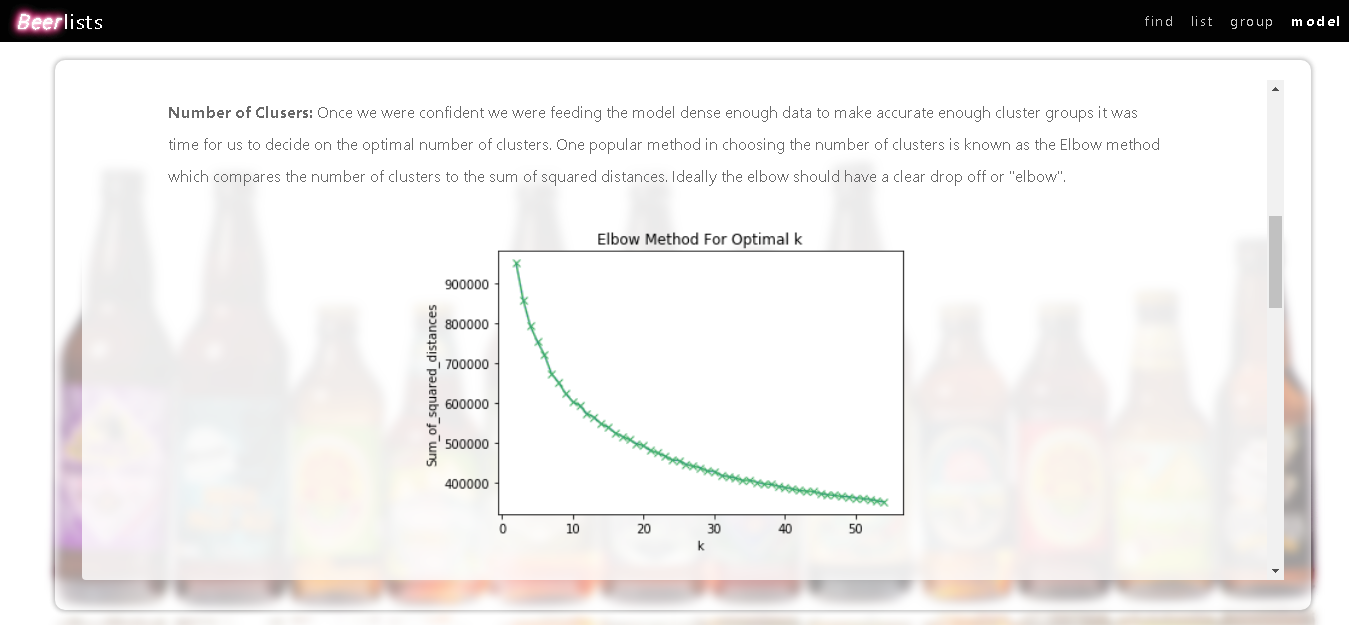 Beerlists
find list group model
Number of Clusers: Once we were confident we were feeding the model dense enough data to make accurate enough cluster groups it was
time for us to decide on the optimal number of clusters. One popular method in choosing the number of clusters is known as the Elbow method
which compares the number of clusters to the sum of squared distances. Ideally the elbow should have a clear drop off or "elbow".
Elbow Method For Optimal k
Sum_of_squared_distances
900000
800000
700000
600000
500000
400000
0 10 20 30 40 50
k